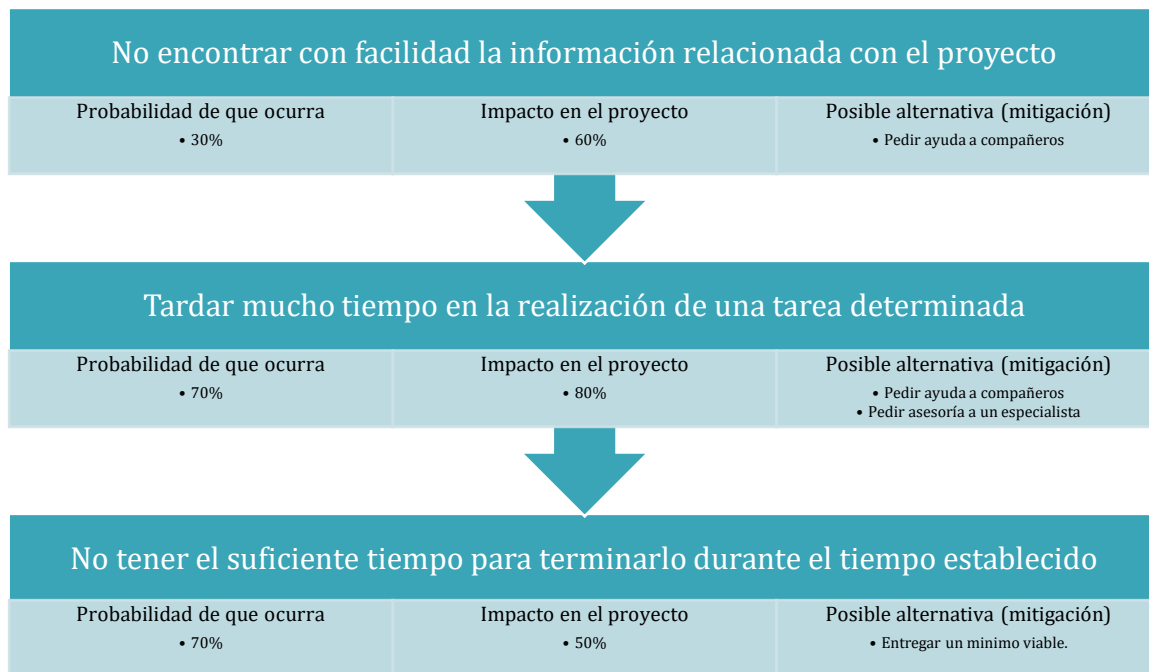 No encontrar con facilidad la información relacionada con el proyecto
Probabilidad de que ocurra
• 30%
Impacto en el proyecto
• 60%
Posible alternativa (mitigación)
• Pedir ayuda a compañeros
Tardar mucho tiempo en la realización de una tarea determinada
Probabilidad de que ocurra
• 70%
Impacto en el proyecto
• 80%
Posible alternativa (mitigación)
• Pedir ayuda a compañeros
• Pedir asesoría a un especialista
No tener el suficiente tiempo para terminarlo durante el tiempo establecido
Probabilidad de que ocurra
• 70%
Impacto en el proyecto
• 50%
Posible alternativa (mitigación)
• Entregar un minimo viable.